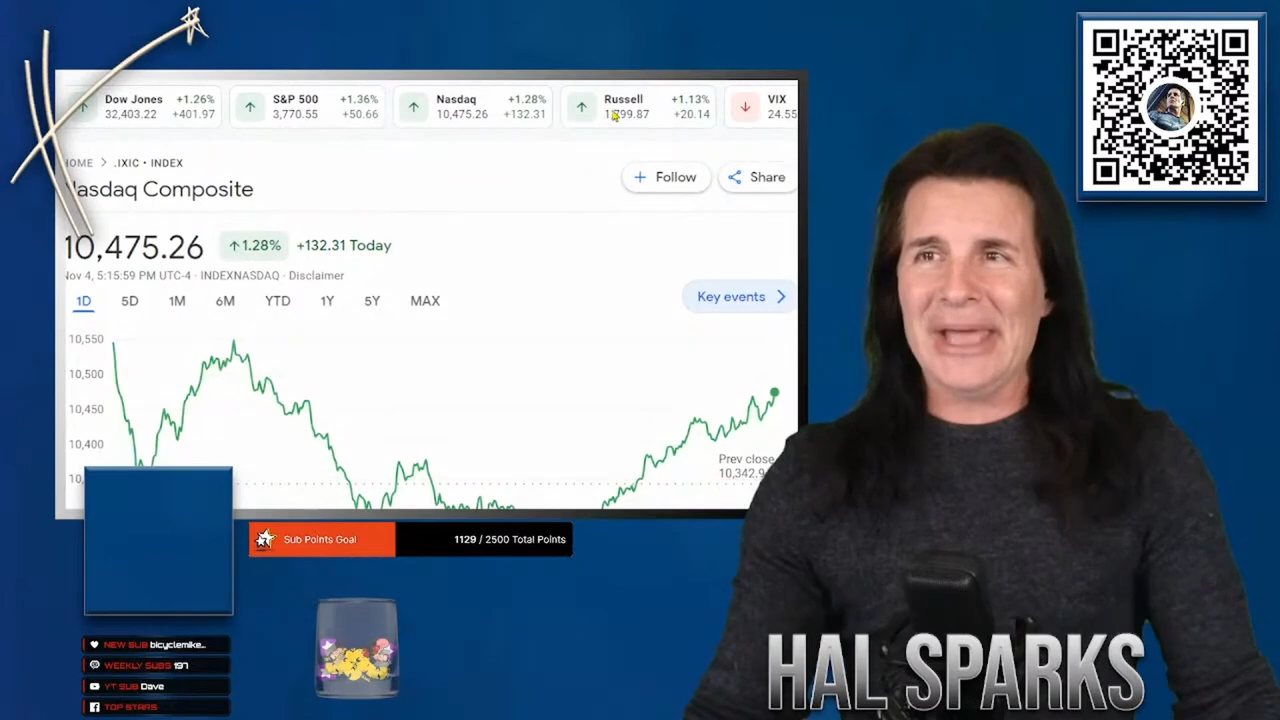 Dow Jones +1.26%
32,403.22 +401.97
S&P 500 +1.36%
3,770.55 +50.66
Nasdaq +1.28%
10,475.26 +132.31
Russell +1.13%
+20.14
VIX
24.55
HOME > .IXIC • INDEX
Nasdaq Composite
+ Follow
Share
10,475.26 ↑1.28% +132.31 Today
Nov 4, 5:15:59 PM UTC-4 · INDEXNASDAQ · Disclaimer
1D 5D 1M 6M YTD 1Y 5Y MAX
Key events >
10,550
10,500
10,450
10,400
10,
Prev close
10,342.9
Sub Points Goal 1129 / 2500 Total Points
NEW SUB bicyclemike...
WEEKLY SUBS 197
YT SUB Dave
TOP STARS
HAL SPARKS